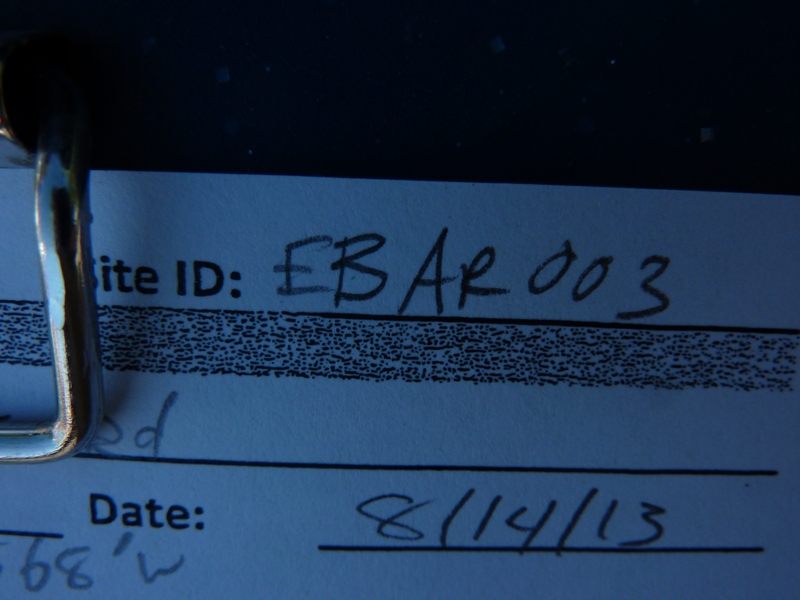 Site ID: EBAR003
Date: 8/14/13